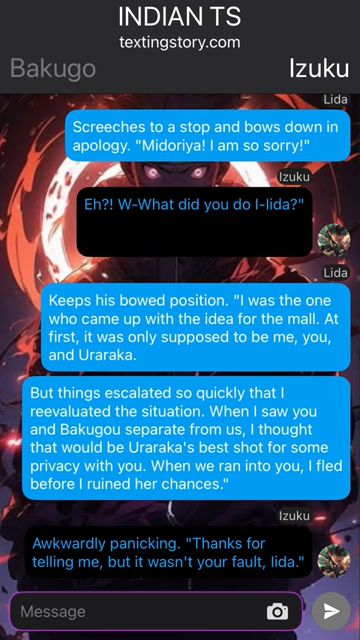 INDIAN TS
textingstory.com
Bakugo
Izuku
Lida
Screeches to a stop and bows down in
apology. "Midoriya! I am so sorry!"
Izuku
Eh?! W-What did you do I-Iida?"
Lida
Keeps his bowed position. "I was the one
who came up with the idea for the mall. At
first, it was only supposed to be me, you,
and Uraraka.
But things escalated so quickly that I
reevaluated the situation. When I saw you
and Bakugou separate from us, I thought
that would be Uraraka's best shot for some
privacy with you. When we ran into you, I fled
before I ruined her chances."
Izuku
Awkwardly panicking. "Thanks for
telling me, but it wasn't your fault, Iida."
Message